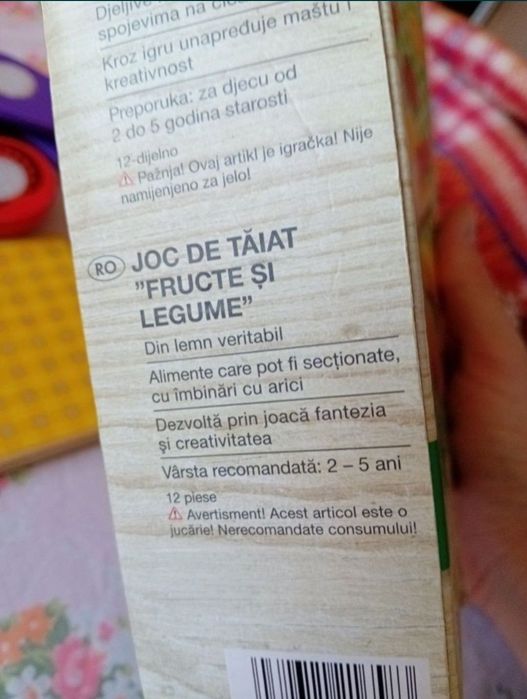 spojevima na
Kroz igru unapređuje maštu i
kreativnost
Preporuka: za djecu od
2 do 5 godina starosti
12-dijelno
Pažnja! Ovaj artikl je igračka! Nije
namijenjeno za jelo!
RO JOC DE TĂIAT
"FRUCTE ȘI
LEGUME"
Din lemn veritabil
Alimente care pot fi secționate,
cu îmbinări cu arici
Dezvoltă prin joacă fantezia
și creativitatea
Vârsta recomandată: 2 – 5 ani
12 piese
Avertisment! Acest articol este o
jucărie! Nerecomandate consumului!